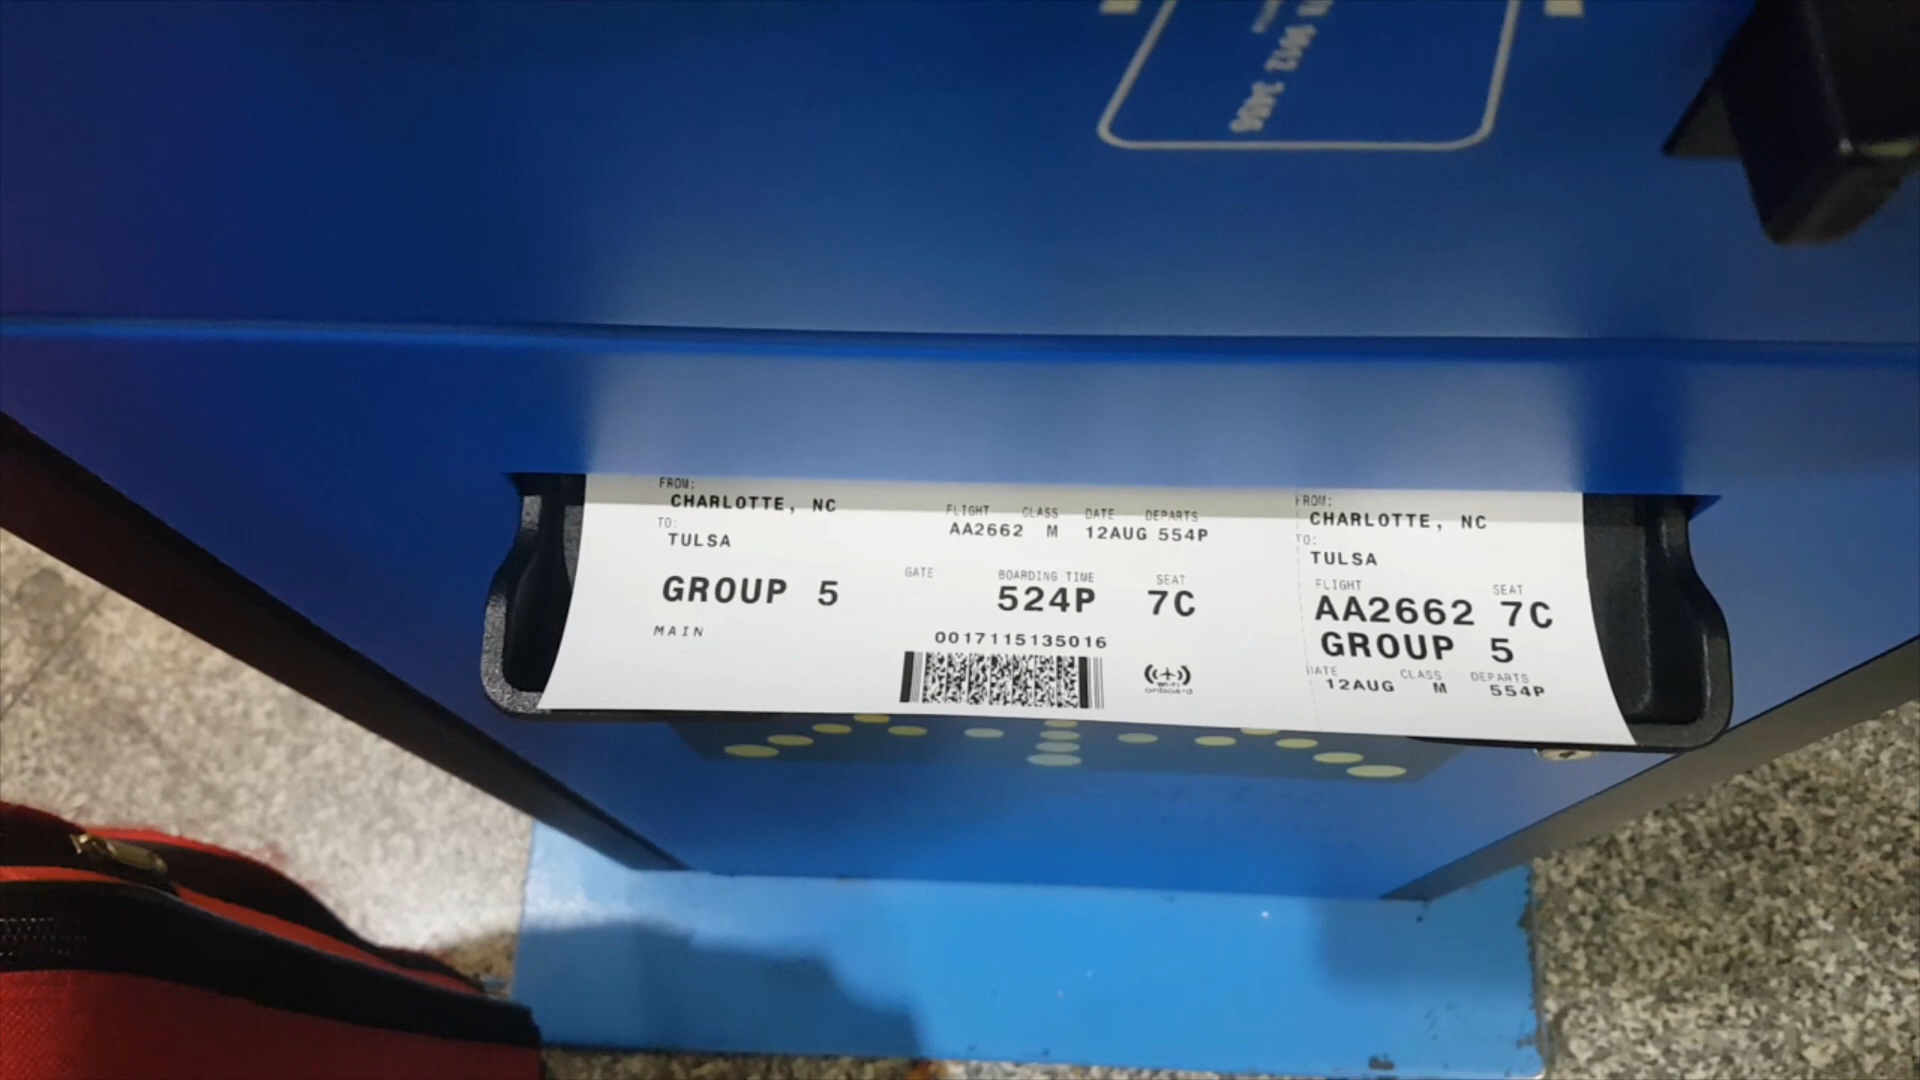 FROM:
CHARLOTTE, NC
TO:
TULSA
FLIGHT CLASS DATE DEPARTS
AA2662 M 12AUG 554P
GROUP 5
MAIN
GATE BOARDING TIME SEAT
524P 7C
0017115135016
onboard
FROM:
CHARLOTTE, NC
TO:
TULSA
FLIGHT SEAT
AA2662 7C
GROUP 5
DATE CLASS DEPARTS
12AUG M 554P